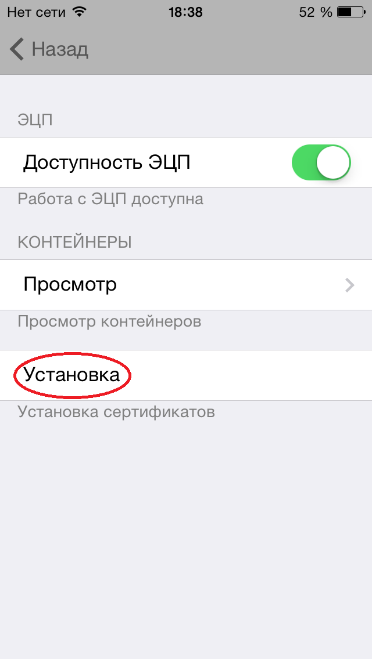 Нет сети 18:38 52 %
Назад
ЭЦП
Доступность ЭЦП
Работа с ЭЦП доступна
КОНТЕЙНЕРЫ
Просмотр
Просмотр контейнеров
Установка
Установка сертификатов